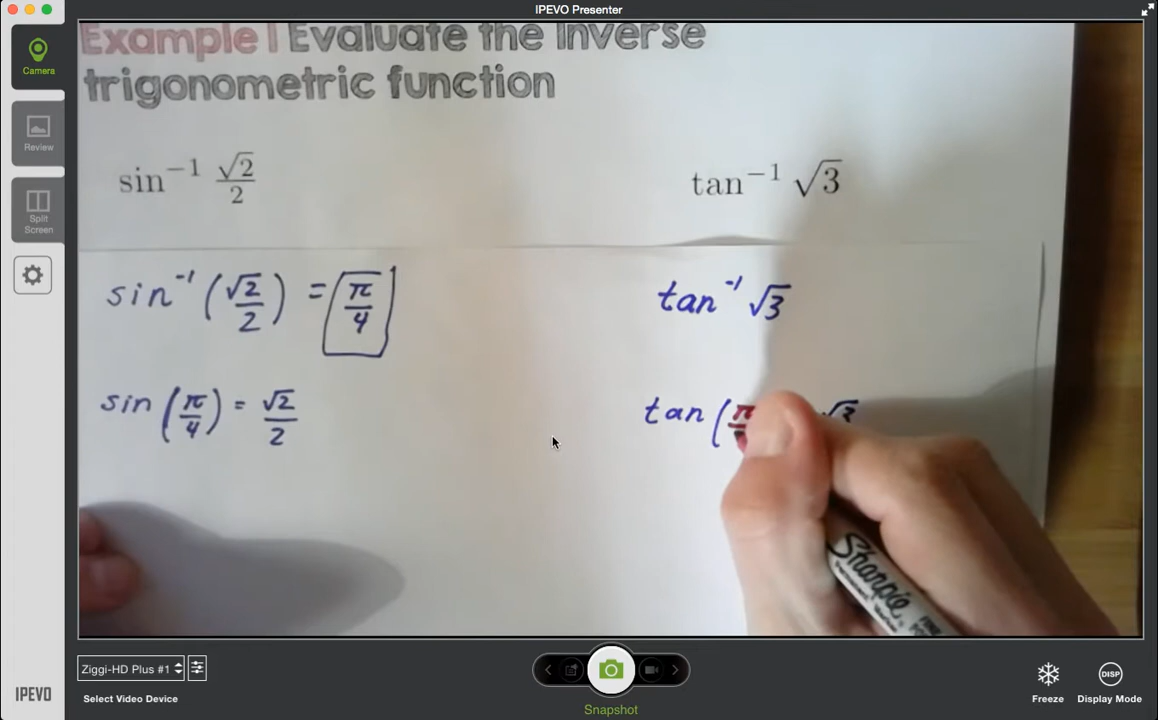 IPEVO Presenter
Camera
Review
Split
Screen
IPEVO
Example 1 Evaluate the inverse
trigonometric function
sin⁻¹ √2/2
tan⁻¹ √3
sin⁻¹ (√2/2) = π/4
tan⁻¹ √3
sin (π/4) = √2/2
tan (π
Sharpie
FINE
Ziggi-HD Plus #1
Select Video Device
Snapshot
Freeze
DISP
Display Mode